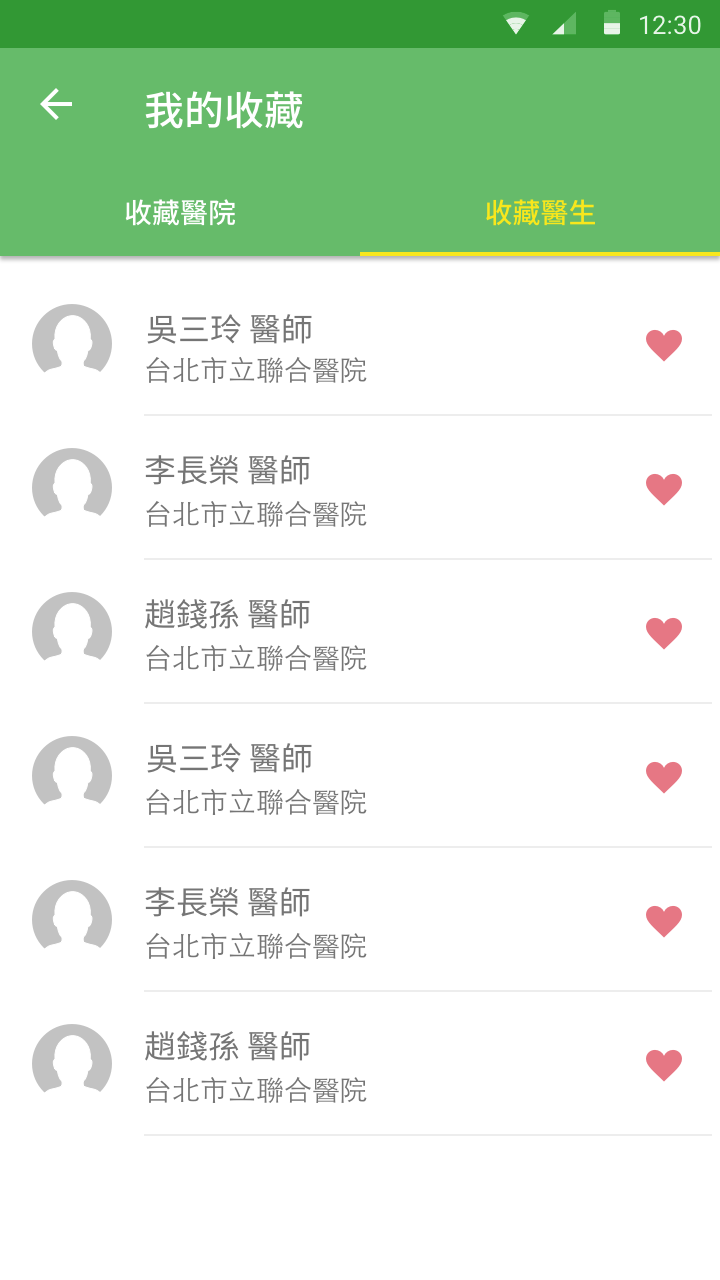 12:30
我的收藏
收藏醫院 收藏醫生
吳三玲 醫師
台北市立聯合醫院
李長榮 醫師
台北市立聯合醫院
趙錢孫 醫師
台北市立聯合醫院
吳三玲 醫師
台北市立聯合醫院
李長榮 醫師
台北市立聯合醫院
趙錢孫 醫師
台北市立聯合醫院